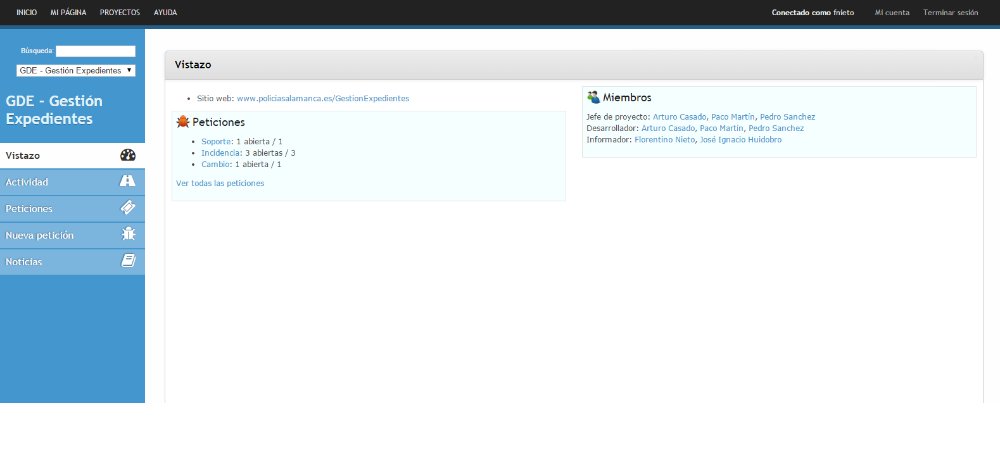 INICIO MI PÁGINA PROYECTOS AYUDA Conectado como fnieto Mi cuenta Terminar sesión
Búsqueda:
GDE - Gestión Expedientes
GDE - Gestión
Expedientes
Vistazo
Actividad
Peticiones
Nueva petición
Noticias
Vistazo
Sitio web: www.policiasalamanca.es/GestionExpedientes
Peticiones
Soporte: 1 abierta / 1
Incidencia: 3 abiertas / 3
Cambio: 1 abierta / 1
Ver todas las peticiones
Miembros
Jefe de proyecto: Arturo Casado, Paco Martín, Pedro Sanchez
Desarrollador: Arturo Casado, Paco Martín, Pedro Sanchez
Informador: Florentino Nieto, José Ignacio Huidobro